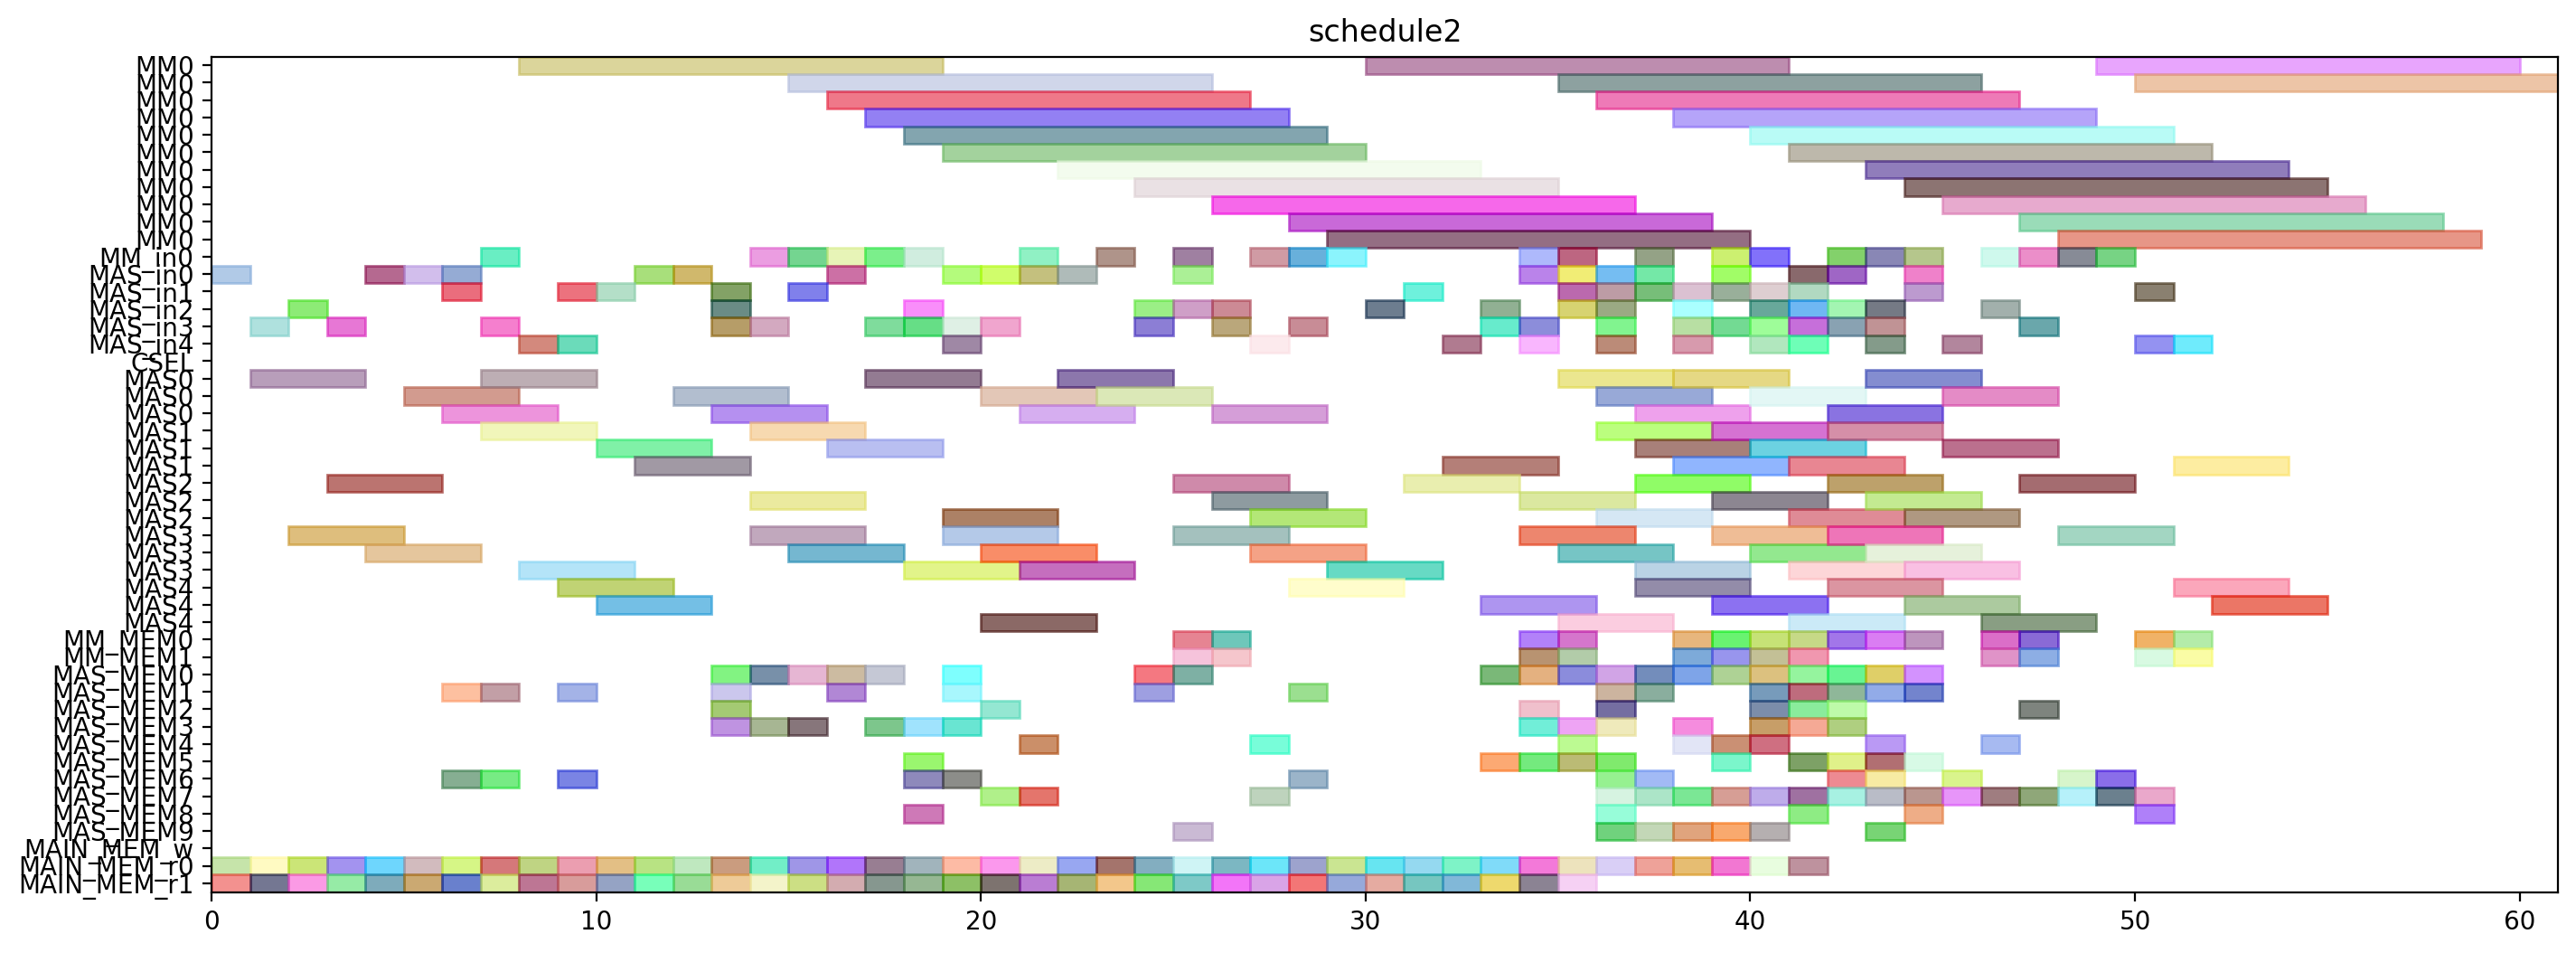 schedule2
MM0
MM0
MM0
MM0
MM0
MM0
MM0
MM0
MM0
MM0
MM0
MM_in0
MAS_in0
MAS_in1
MAS_in2
MAS_in3
MAS_in4
CSEL
MAS0
MAS0
MAS0
MAS1
MAS1
MAS1
MAS2
MAS2
MAS2
MAS3
MAS3
MAS3
MAS4
MAS4
MAS4
MM_MEM0
MM_MEM1
MAS_MEM0
MAS_MEM1
MAS_MEM2
MAS_MEM3
MAS_MEM4
MAS_MEM5
MAS_MEM6
MAS_MEM7
MAS_MEM8
MAS_MEM9
MAIN_MEM_w
MAIN_MEM_r0
MAIN_MEM_r1
0 10 20 30 40 50 60